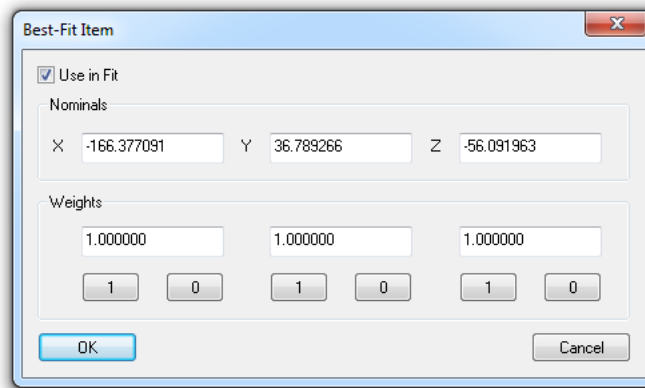 Best-Fit Item
Use in Fit
Nominals
X -166.377091 Y 36.789266 Z -56.091963
Weights
1.000000 1.000000 1.000000
1 0 1 0 1 0
OK Cancel